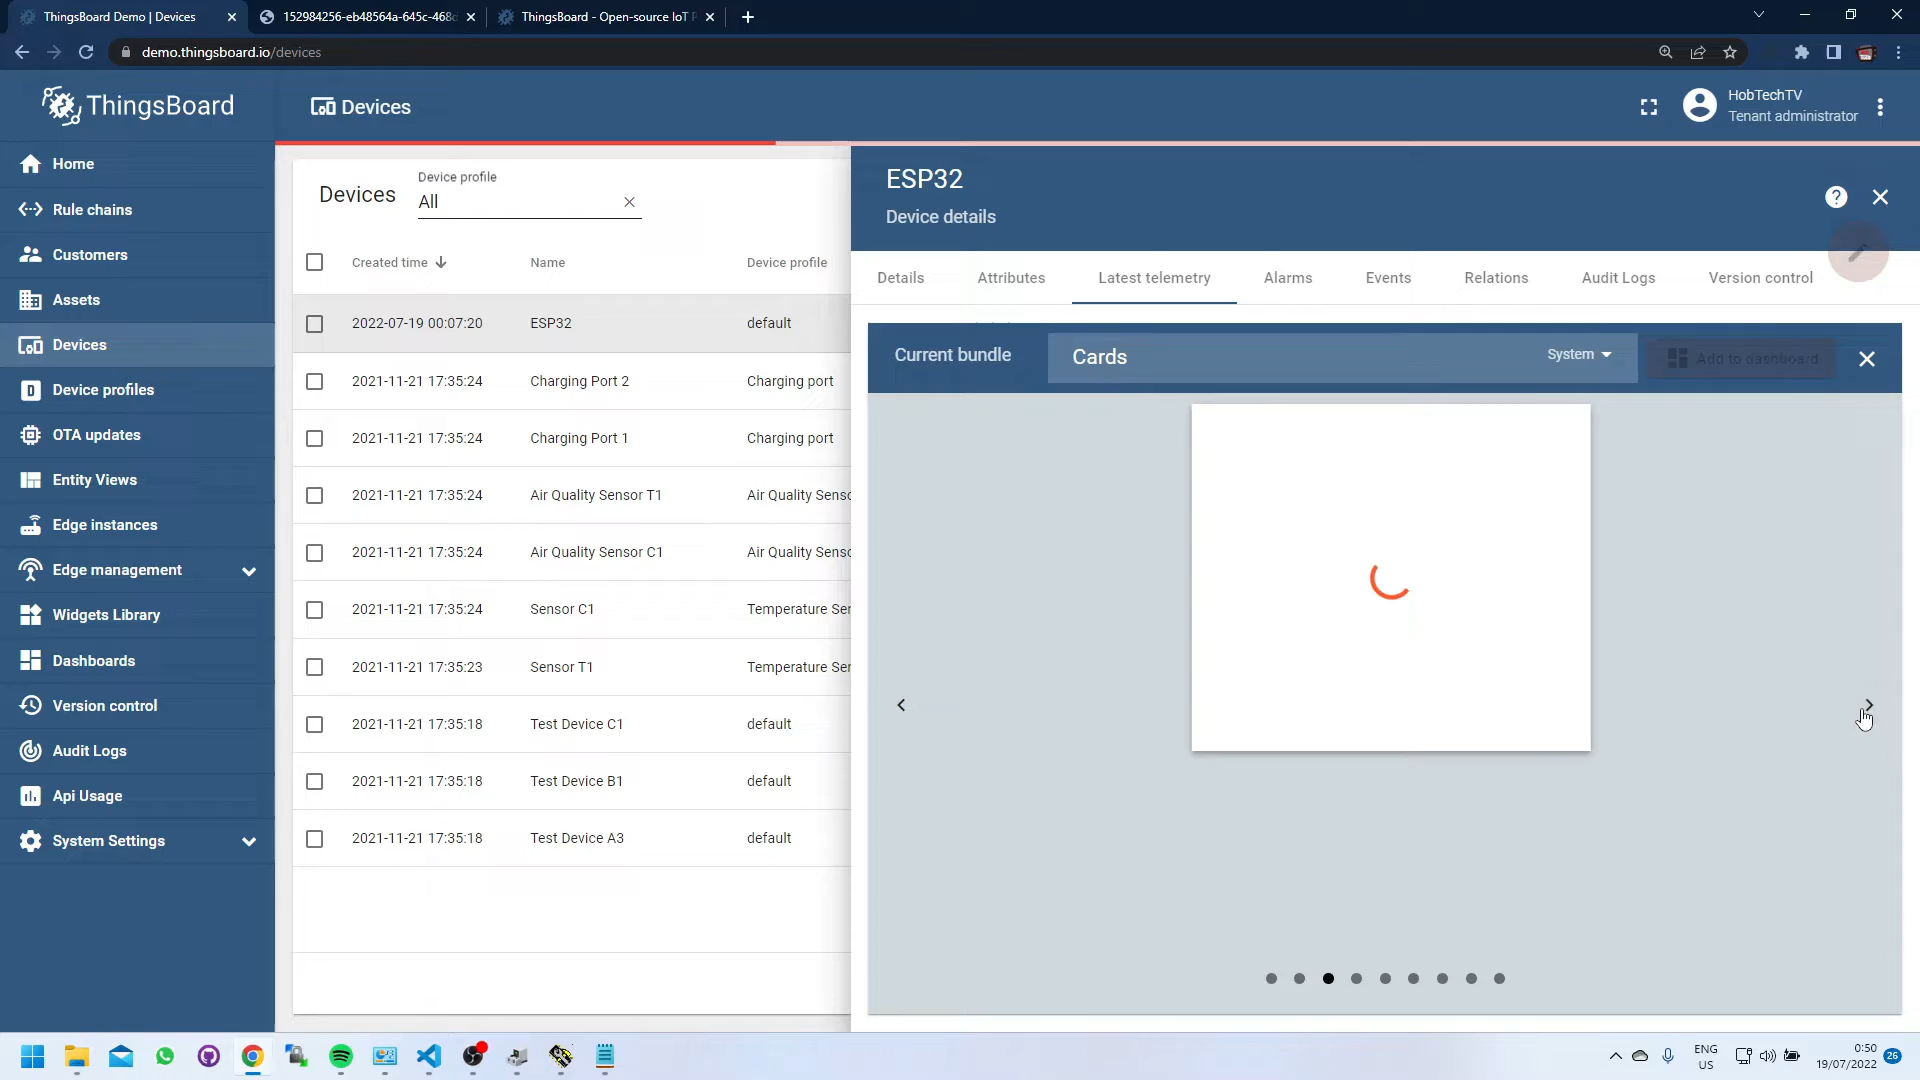 ThingsBoard Demo | Devices
152984256-eb48564a-645c-468d
ThingsBoard - Open-source IoT P
demo.thingsboard.io/devices
ThingsBoard
Devices
HobTechTV
Tenant administrator
Home
Rule chains
Customers
Assets
Devices
Device profiles
OTA updates
Entity Views
Edge instances
Edge management
Widgets Library
Dashboards
Version control
Audit Logs
Api Usage
System Settings
Devices
Device profile
All
Created time Name Device profile
2022-07-19 00:07:20 ESP32 default
2021-11-21 17:35:24 Charging Port 2 Charging port
2021-11-21 17:35:24 Charging Port 1 Charging port
2021-11-21 17:35:24 Air Quality Sensor T1 Air Quality Senso
2021-11-21 17:35:24 Air Quality Sensor C1 Air Quality Senso
2021-11-21 17:35:24 Sensor C1 Temperature Sen
2021-11-21 17:35:23 Sensor T1 Temperature Sen
2021-11-21 17:35:18 Test Device C1 default
2021-11-21 17:35:18 Test Device B1 default
2021-11-21 17:35:18 Test Device A3 default
ESP32
Device details
Details Attributes Latest telemetry Alarms Events Relations Audit Logs Version control
Current bundle Cards System Add to dashboard
ENG
US
0:50
19/07/2022
26